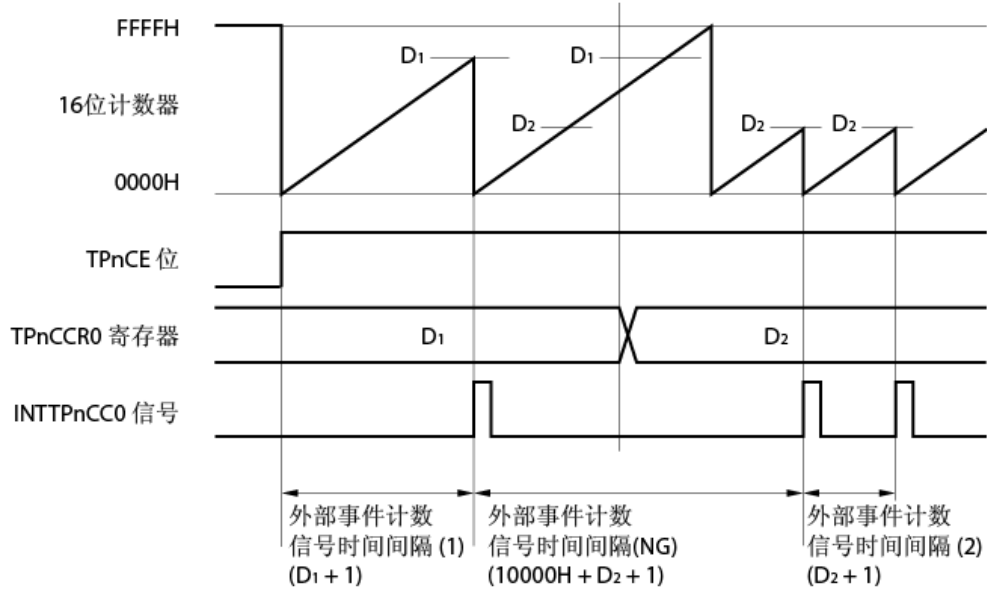 FFFFH
D1
D1
16位计数器
D2
D2
D2
0000H
TPnCE 位
TPnCCR0 寄存器
D1
D2
INTTPnCC0 信号
外部事件计数
信号时间间隔 (1)
(D1 + 1)
外部事件计数
信号时间间隔(NG)
(10000H + D2 + 1)
外部事件计数
信号时间间隔 (2)
(D2 + 1)